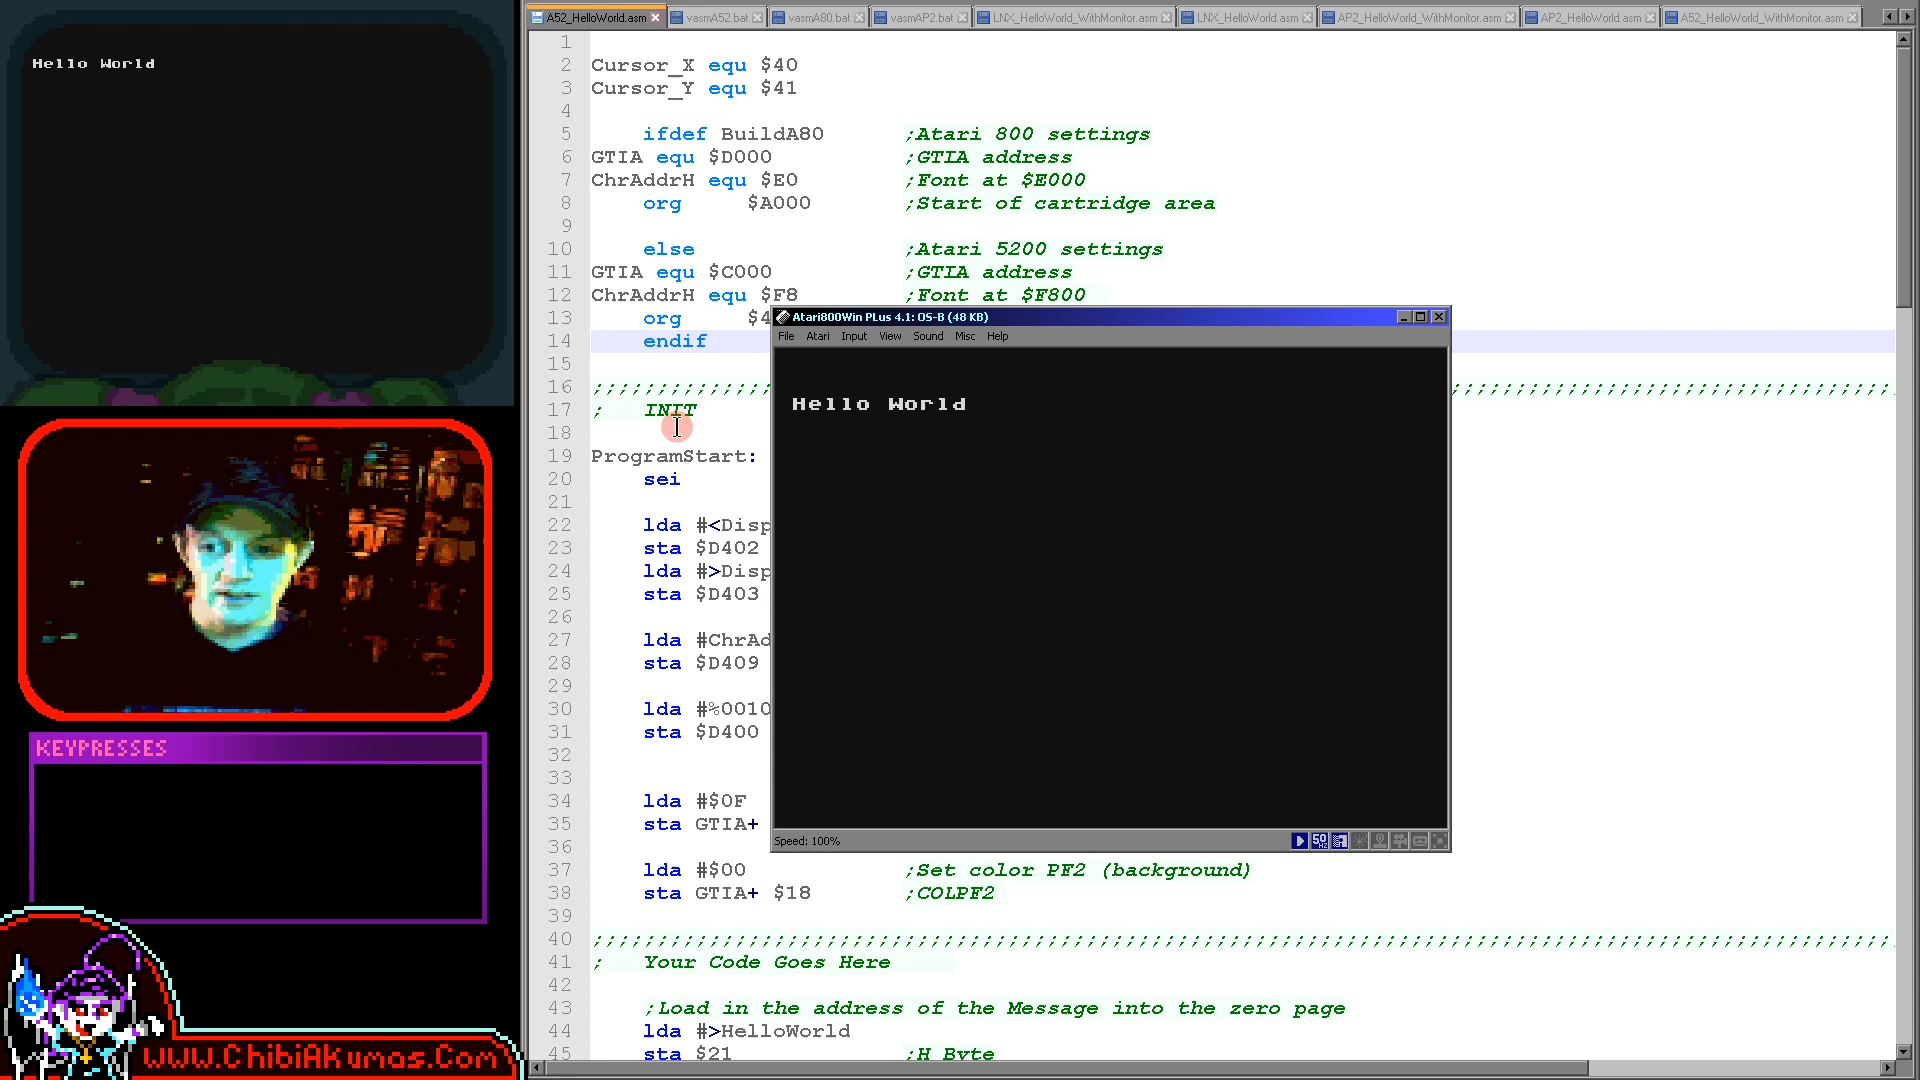 Hello World
KEYPRESSES
www.ChibiAkumas.Com
A52_HelloWorld.asm
vasmA52.bat
vasmA80.bat
vasmAP2.bat
LNX_HelloWorld_WithMonitor.asm
LNX_HelloWorld.asm
AP2_HelloWorld_WithMonitor.asm
AP2_HelloWorld.asm
A52_HelloWorld_WithMonitor.asm
1
2 Cursor_X equ $40
3 Cursor_Y equ $41
4
5 ifdef BuildA80 ;Atari 800 settings
6 GTIA equ $D000 ;GTIA address
7 ChrAddrH equ $E0 ;Font at $E000
8 org $A000 ;Start of cartridge area
9
10 else ;Atari 5200 settings
11 GTIA equ $C000 ;GTIA address
12 ChrAddrH equ $F8 ;Font at $F800
13 org $4
14 endif
15
16 ;;;;;;;;;;;;;; ;;;;;;;;;;;;;;;;;;;;;;;;;;;;;;;;;;
17 ; INIT
18
19 ProgramStart:
20 sei
21
22 lda #<Disp
23 sta $D402
24 lda #>Disp
25 sta $D403
26
27 lda #ChrAd
28 sta $D409
29
30 lda #%0010
31 sta $D400
32
33
34 lda #$0F
35 sta GTIA+
36
37 lda #$00 ;Set color PF2 (background)
38 sta GTIA+ $18 ;COLPF2
39
40 ;;;;;;;;;;;;;;;;;;;;;;;;;;;;;;;;;;;;;;;;;;;;;;;;;;;;;;;;;;;;;;;;;;;;;;;;;;;;;;;;;;;;;;;;;;;;;;;;;;;;
41 ; Your Code Goes Here
42
43 ;Load in the address of the Message into the zero page
44 lda #>HelloWorld
45 sta $21 ;H Byte
Atari800Win PLus 4.1: OS-B (48 KB)
File Atari Input View Sound Misc Help
Hello World
Speed: 100%
50 Hz